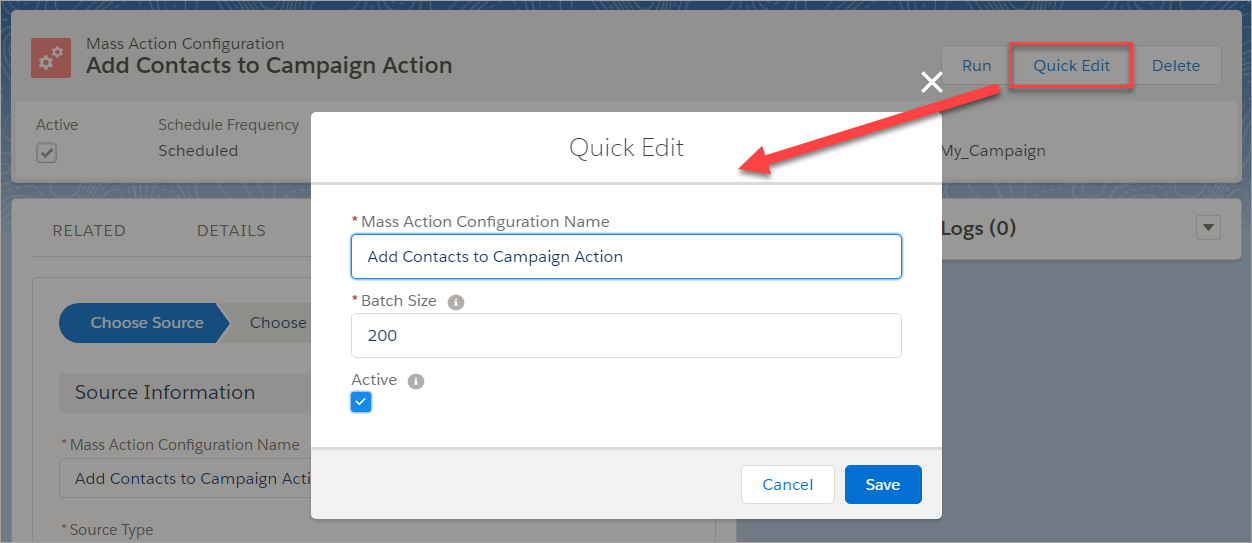 Mass Action Configuration
Add Contacts to Campaign Action
Run
Quick Edit
Delete
Active
Schedule Frequency
Scheduled
My_Campaign
RELATED
DETAILS
Logs (0)
Choose Source
Choose
Source Information
* Mass Action Configuration Name
Add Contacts to Campaign Acti
* Source Type
Quick Edit
* Mass Action Configuration Name
Add Contacts to Campaign Action
* Batch Size
200
Active
Cancel
Save